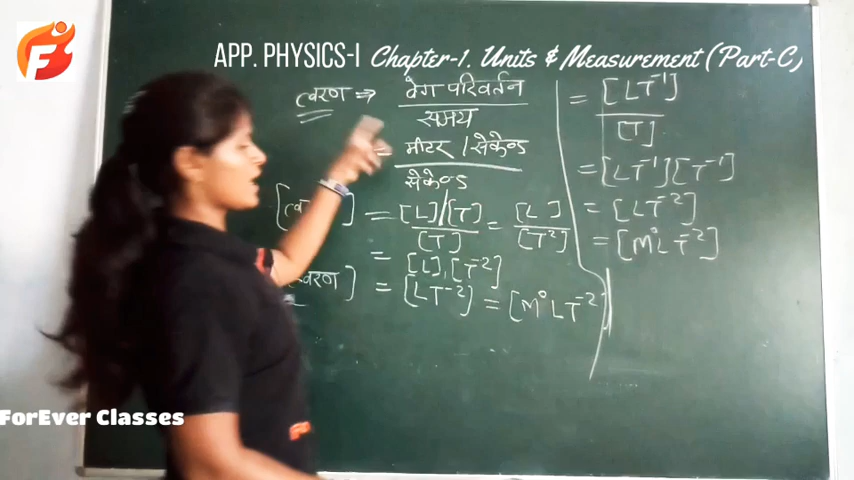 APP. PHYSICS-I Chapter-1. Units & Measurement (Part-C)
त्वरण ⇒ वेग परिवर्तन
समय
= मीटर / सेकेण्ड
सेकेण्ड
= [L]/[T] = [L]
[T] [T²]
= [L].[T⁻²]
[त्वरण] = [LT⁻²] = [M⁰LT⁻²]
= [LT⁻¹]
[T]
= [LT⁻¹][T⁻¹]
= [LT⁻²]
= [M⁰LT⁻²]
ForEver Classes